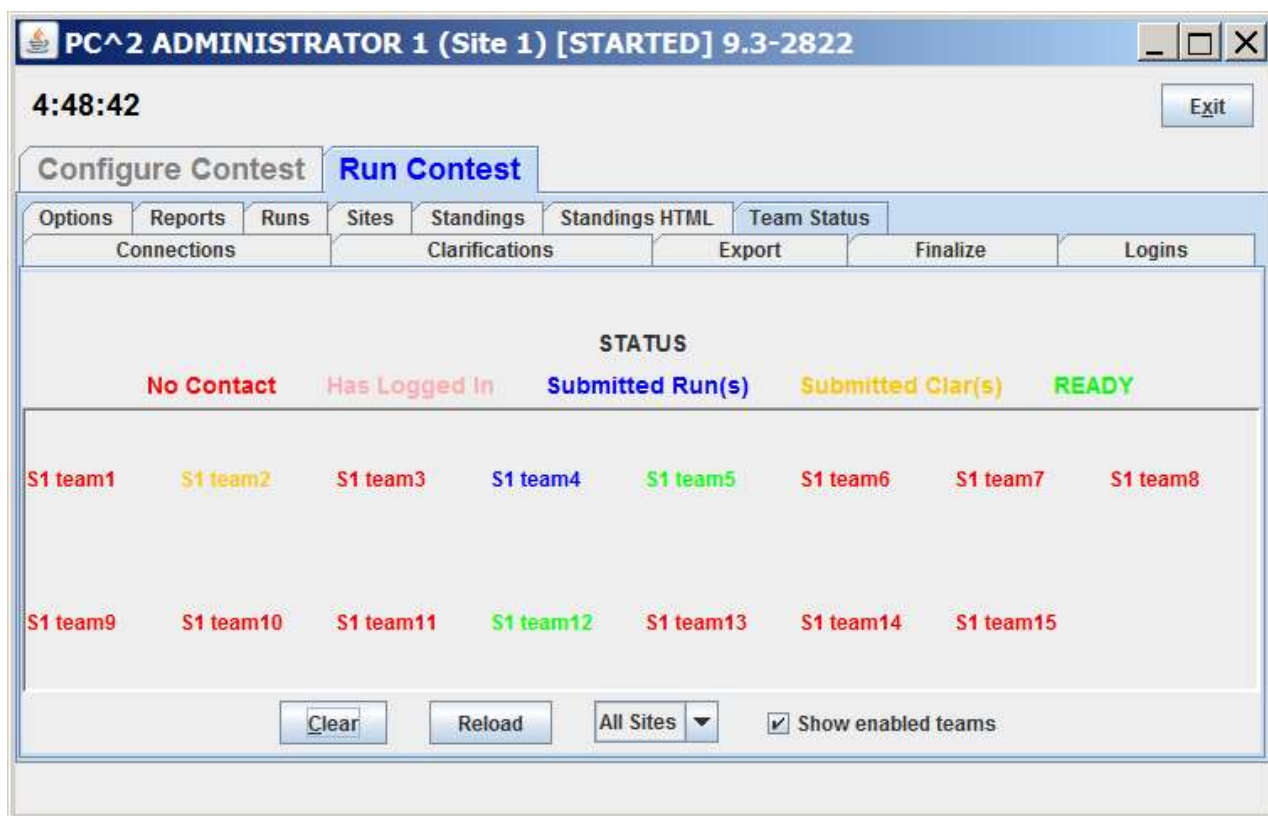 PC^2 ADMINISTRATOR 1 (Site 1) [STARTED] 9.3-2822
4:48:42 Exit
Configure Contest Run Contest
Options Reports Runs Sites Standings Standings HTML Team Status
Connections Clarifications Export Finalize Logins
STATUS
No Contact Has Logged In Submitted Run(s) Submitted Clar(s) READY
S1 team1 S1 team2 S1 team3 S1 team4 S1 team5 S1 team6 S1 team7 S1 team8
S1 team9 S1 team10 S1 team11 S1 team12 S1 team13 S1 team14 S1 team15
Clear Reload All Sites Show enabled teams